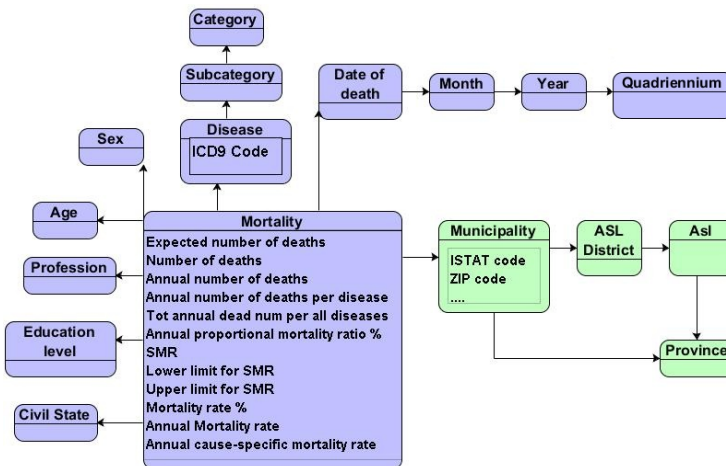 Category
Subcategory
Disease
ICD9 Code
Date of
death
Month
Year
Quadriennium
Sex
Age
Profession
Education
level
Civil State
Mortality
Expected number of deaths
Number of deaths
Annual number of deaths
Annual number of deaths per disease
Tot annual dead num per all diseases
Annual proportional mortality ratio %
SMR
Lower limit for SMR
Upper limit for SMR
Mortality rate %
Annual Mortality rate
Annual cause-specific mortality rate
Municipality
ISTAT code
ZIP code
....
ASL
District
Asl
Province